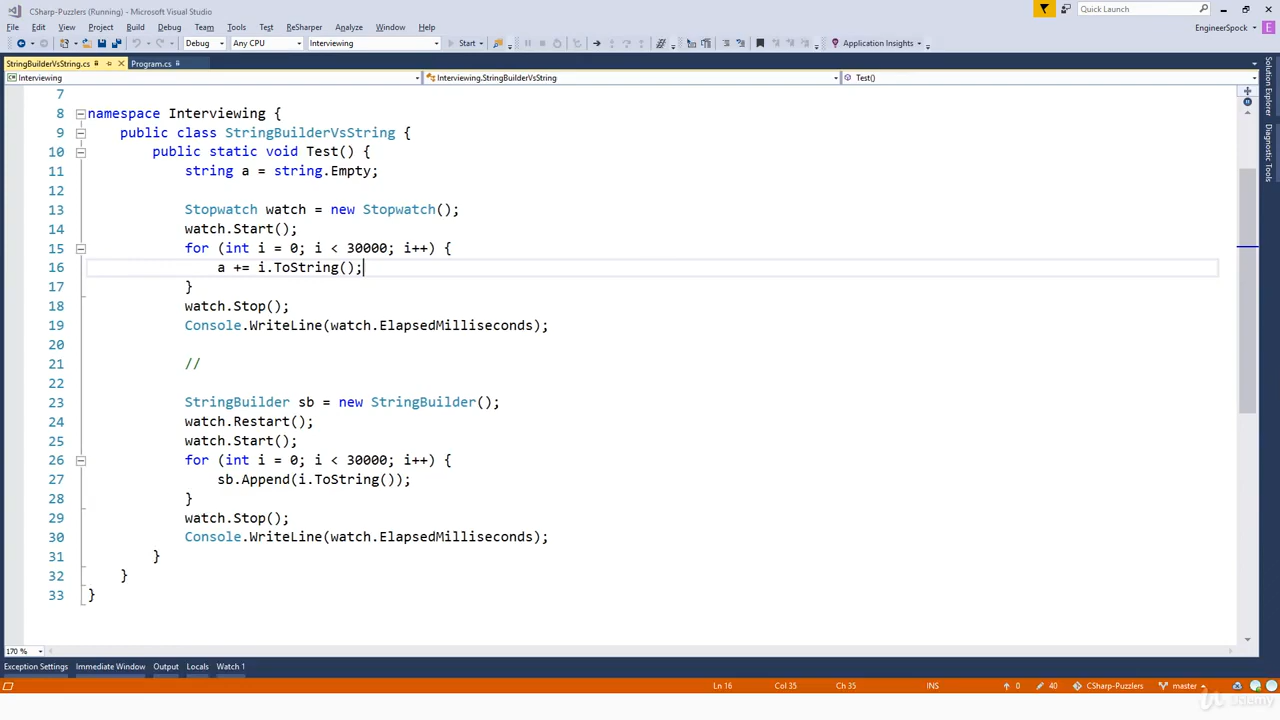 CSharp-Puzzlers (Running) - Microsoft Visual Studio
Quick Launch (Ctrl+Q)
File Edit View Project Build Debug Team Tools Test ReSharper Analyze Window Help
EngineerSpock
Debug Any CPU Interviewing Start Application Insights
StringBuilderVsString.cs Program.cs
Interviewing Interviewing.StringBuilderVsString Test()
7
8 namespace Interviewing {
9 public class StringBuilderVsString {
10 public static void Test() {
11 string a = string.Empty;
12
13 Stopwatch watch = new Stopwatch();
14 watch.Start();
15 for (int i = 0; i < 30000; i++) {
16 a += i.ToString();
17 }
18 watch.Stop();
19 Console.WriteLine(watch.ElapsedMilliseconds);
20
21 //
22
23 StringBuilder sb = new StringBuilder();
24 watch.Restart();
25 watch.Start();
26 for (int i = 0; i < 30000; i++) {
27 sb.Append(i.ToString());
28 }
29 watch.Stop();
30 Console.WriteLine(watch.ElapsedMilliseconds);
31 }
32 }
33 }
Solution Explorer
Diagnostic Tools
170 %
Exception Settings Immediate Window Output Locals Watch 1
Ln 16 Col 35 Ch 35 INS 0 40 CSharp-Puzzlers master
Udemy